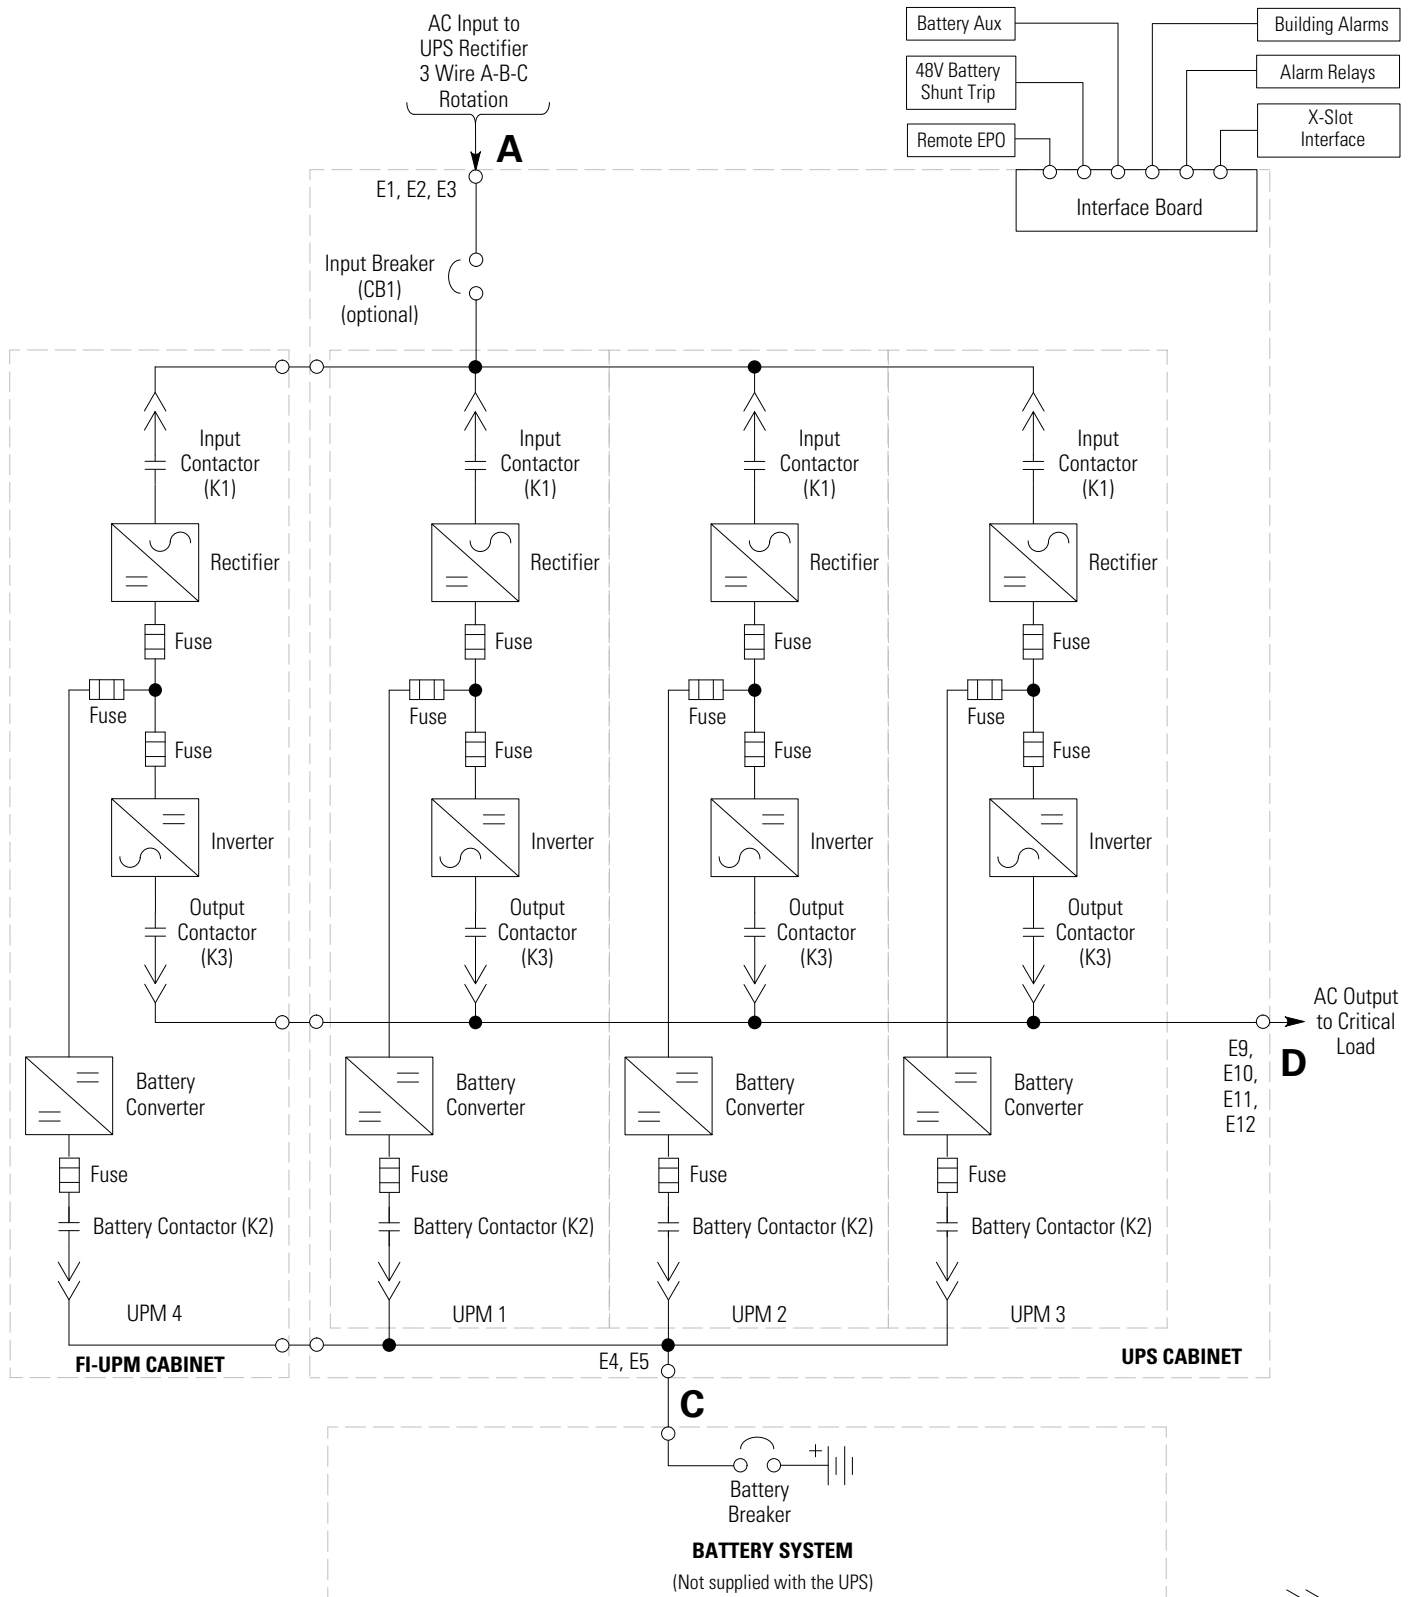 AC Input to
UPS Rectifier
3 Wire A-B-C
Rotation
A
E1, E2, E3
Battery Aux
48V Battery
Shunt Trip
Remote EPO
Building Alarms
Alarm Relays
X-Slot
Interface
Interface Board
Input Breaker
(CB1)
(optional)
Input
Contactor
(K1)
Input
Contactor
(K1)
Input
Contactor
(K1)
Input
Contactor
(K1)
Rectifier
Rectifier
Rectifier
Rectifier
Fuse
Fuse
Fuse
Fuse
Fuse
Fuse
Fuse
Fuse
Fuse
Fuse
Fuse
Fuse
Inverter
Inverter
Inverter
Inverter
Output
Contactor
(K3)
Output
Contactor
(K3)
Output
Contactor
(K3)
Output
Contactor
(K3)
AC Output
to Critical
Load
D
E9,
E10,
E11,
E12
Battery
Converter
Battery
Converter
Battery
Converter
Battery
Converter
Fuse
Fuse
Fuse
Fuse
Battery Contactor (K2)
Battery Contactor (K2)
Battery Contactor (K2)
Battery Contactor (K2)
UPM 4
UPM 1
UPM 2
UPM 3
FI-UPM CABINET
E4, E5
UPS CABINET
C
+
Battery
Breaker
BATTERY SYSTEM
(Not supplied with the UPS)